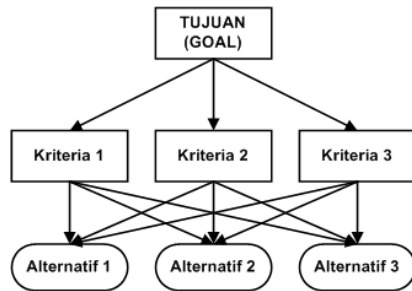 TUJUAN
(GOAL)
Kriteria 1
Kriteria 2
Kriteria 3
Alternatif 1
Alternatif 2
Alternatif 3